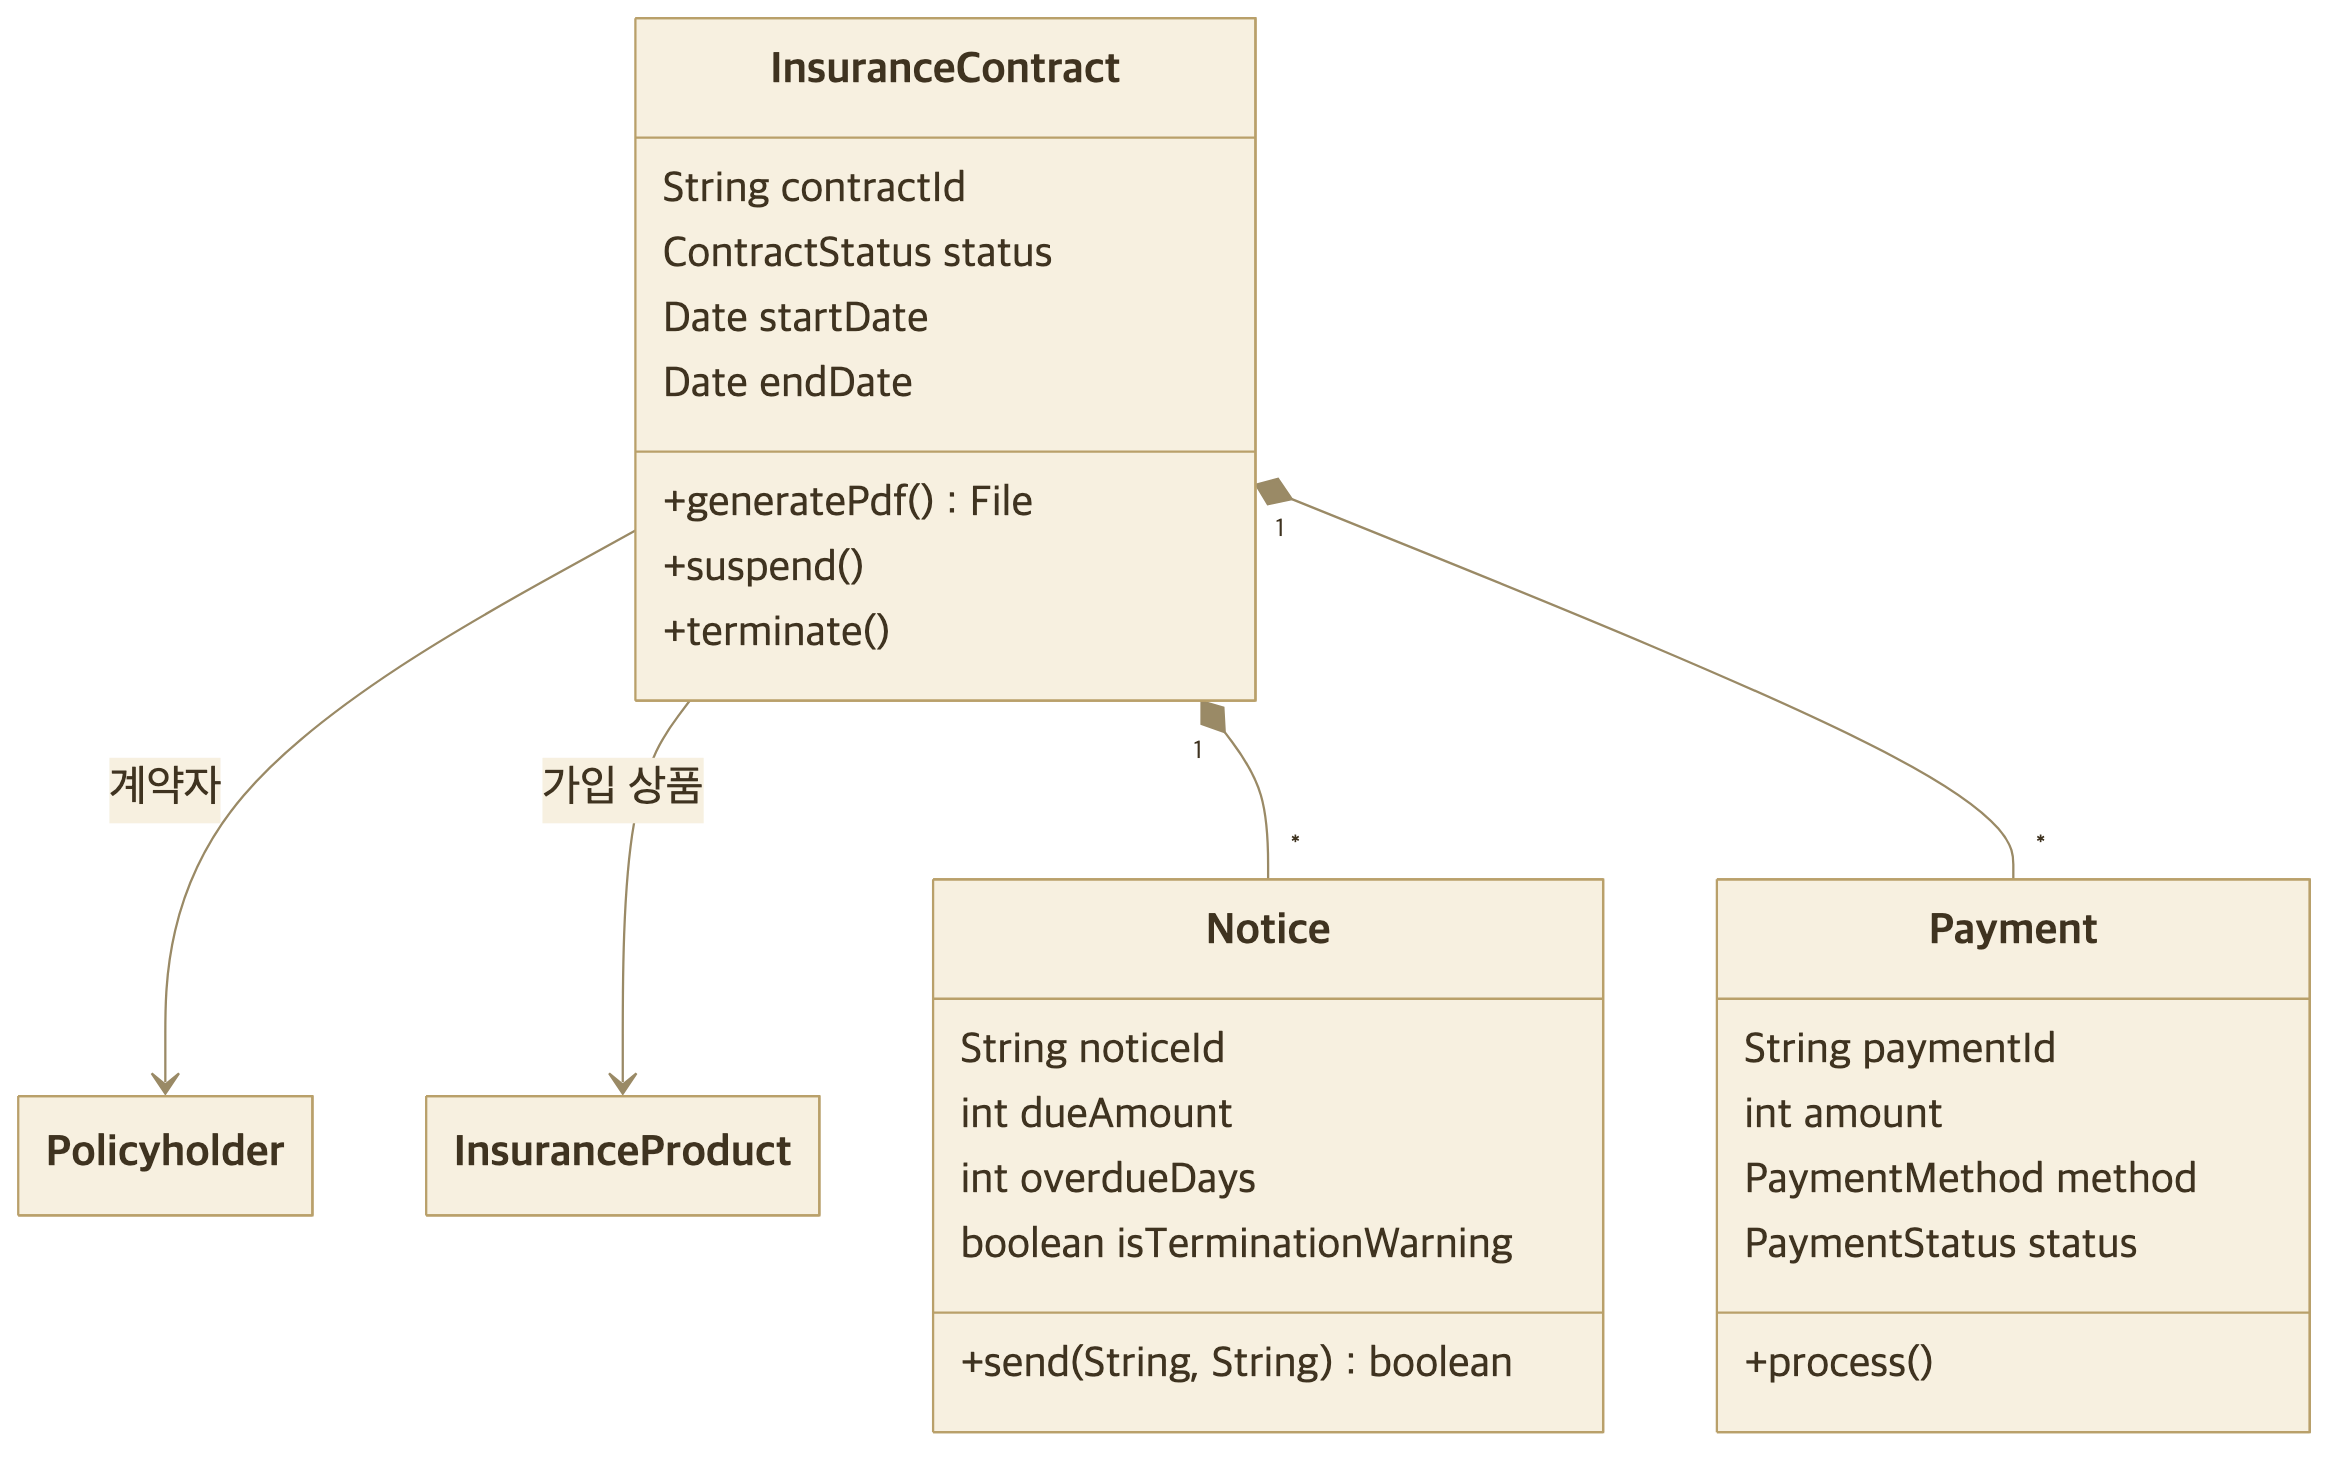 InsuranceContract
String contractId
ContractStatus status
Date startDate
Date endDate
+generatePdf() : File
+suspend()
+terminate()
1
1
계약자
가입 상품
*
*
Policyholder
InsuranceProduct
Notice
String noticeId
int dueAmount
int overdueDays
boolean isTerminationWarning
+send(String, String) : boolean
Payment
String paymentId
int amount
PaymentMethod method
PaymentStatus status
+process()